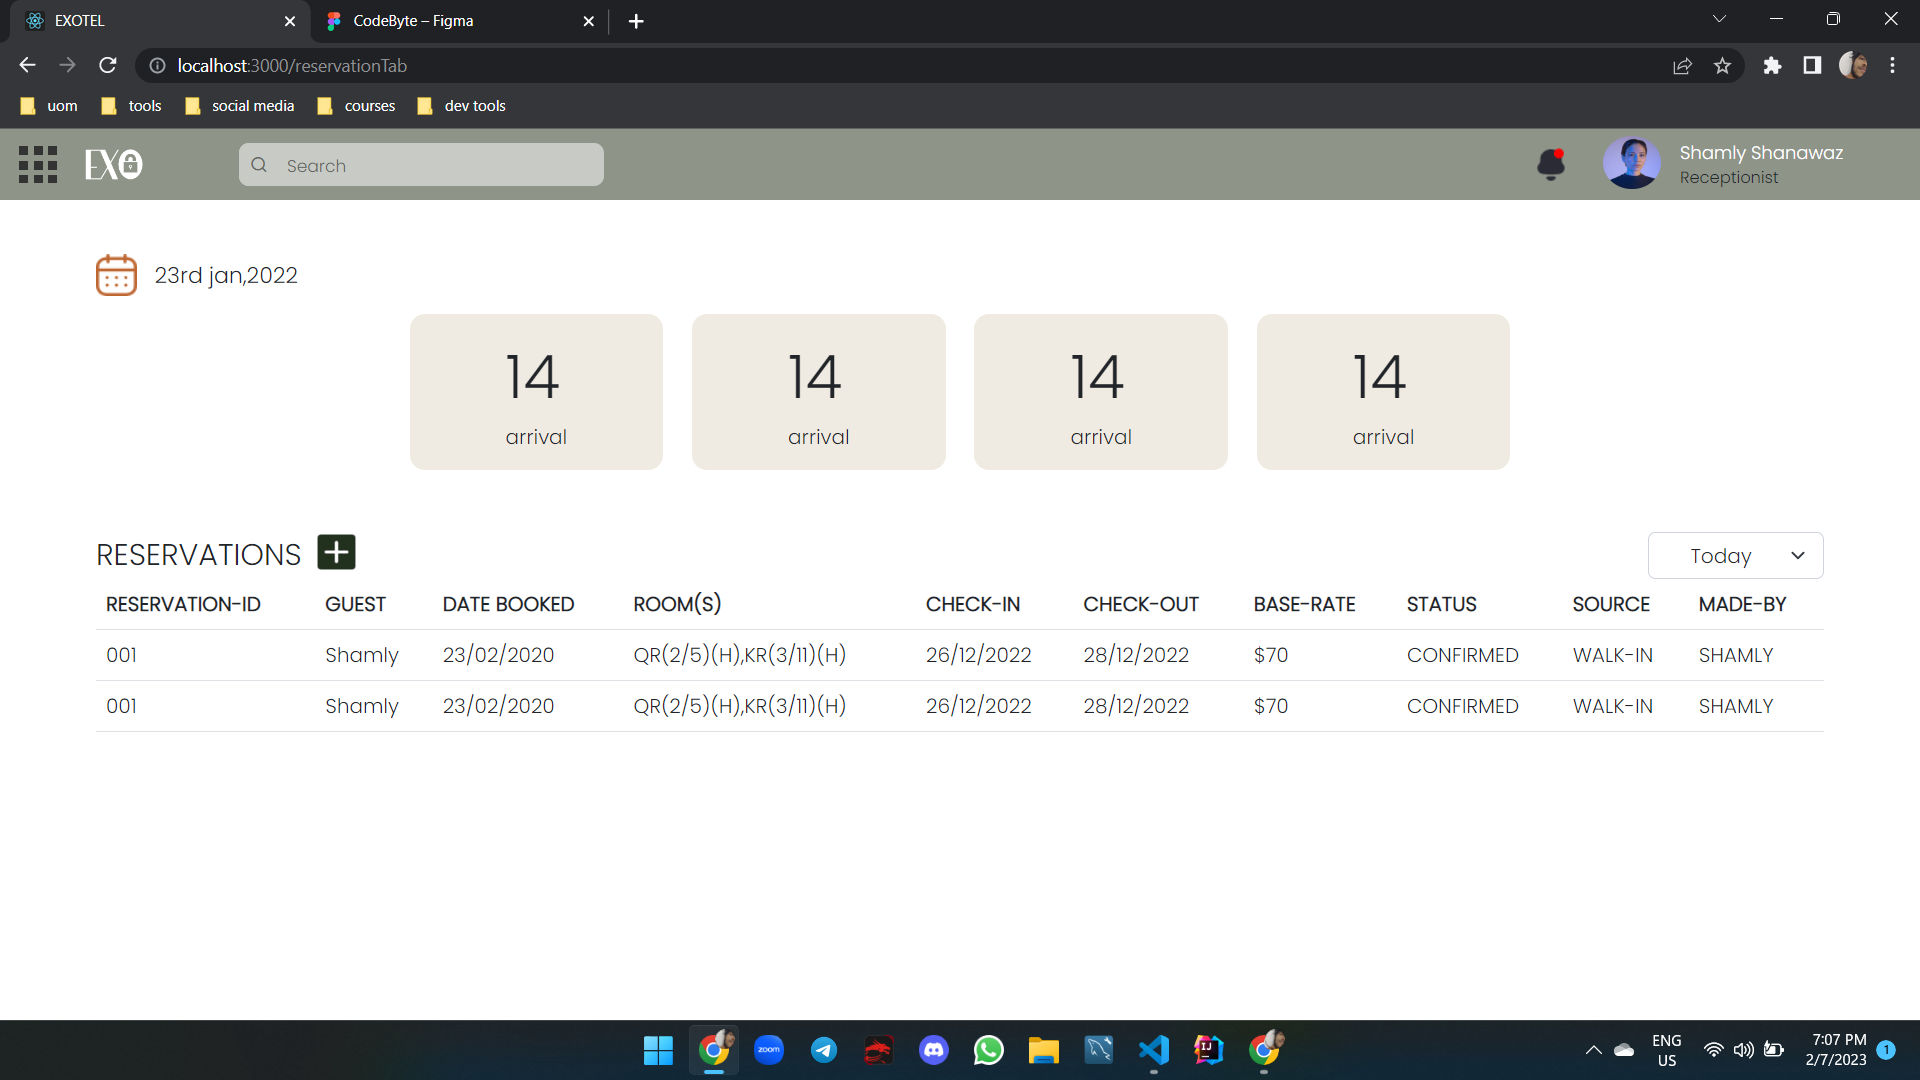 EXOTEL
CodeByte – Figma
localhost:3000/reservationTab
uom
tools
social media
courses
dev tools
EXO
Search
Shamly Shanawaz
Receptionist
23rd jan,2022
14
arrival
14
arrival
14
arrival
14
arrival
RESERVATIONS
Today
RESERVATION-ID GUEST DATE BOOKED ROOM(S) CHECK-IN CHECK-OUT BASE-RATE STATUS SOURCE MADE-BY
001 Shamly 23/02/2020 QR(2/5)(H),KR(3/11)(H) 26/12/2022 28/12/2022 $70 CONFIRMED WALK-IN SHAMLY
001 Shamly 23/02/2020 QR(2/5)(H),KR(3/11)(H) 26/12/2022 28/12/2022 $70 CONFIRMED WALK-IN SHAMLY
zoom
IJ
ENG
US
7:07 PM
2/7/2023
1